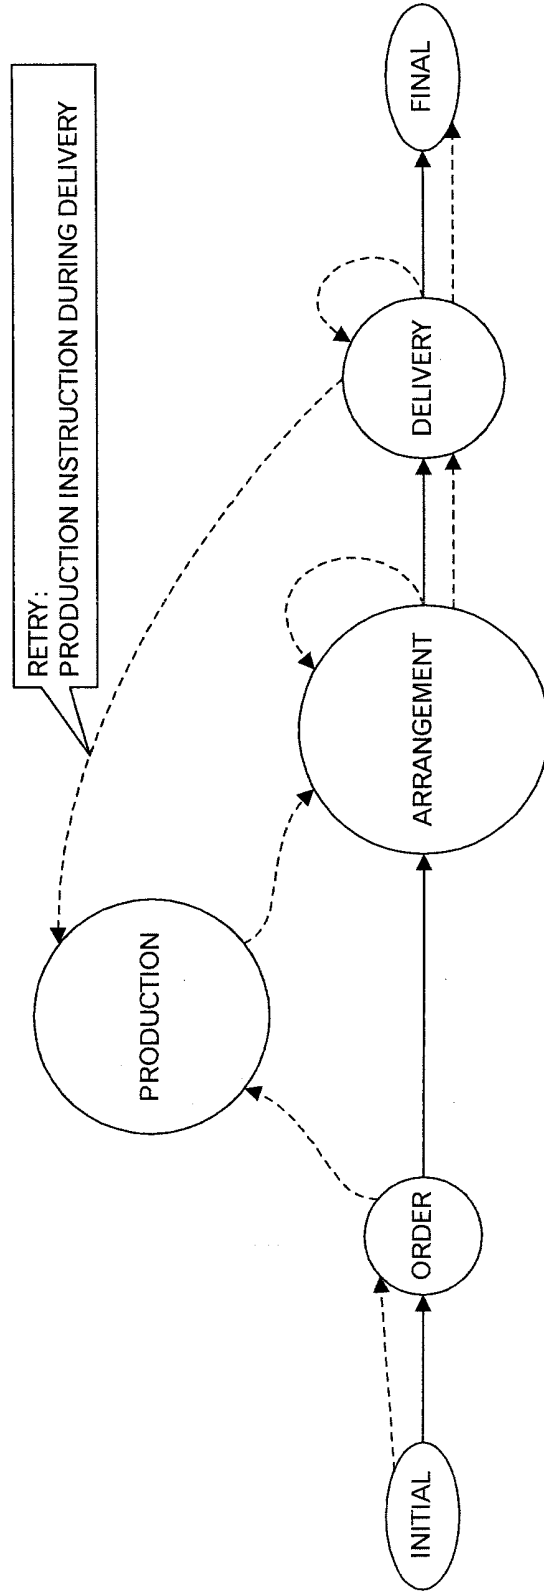 RETRY:
PRODUCTION INSTRUCTION DURING DELIVERY
PRODUCTION
INITIAL
ORDER
ARRANGEMENT
DELIVERY
FINAL